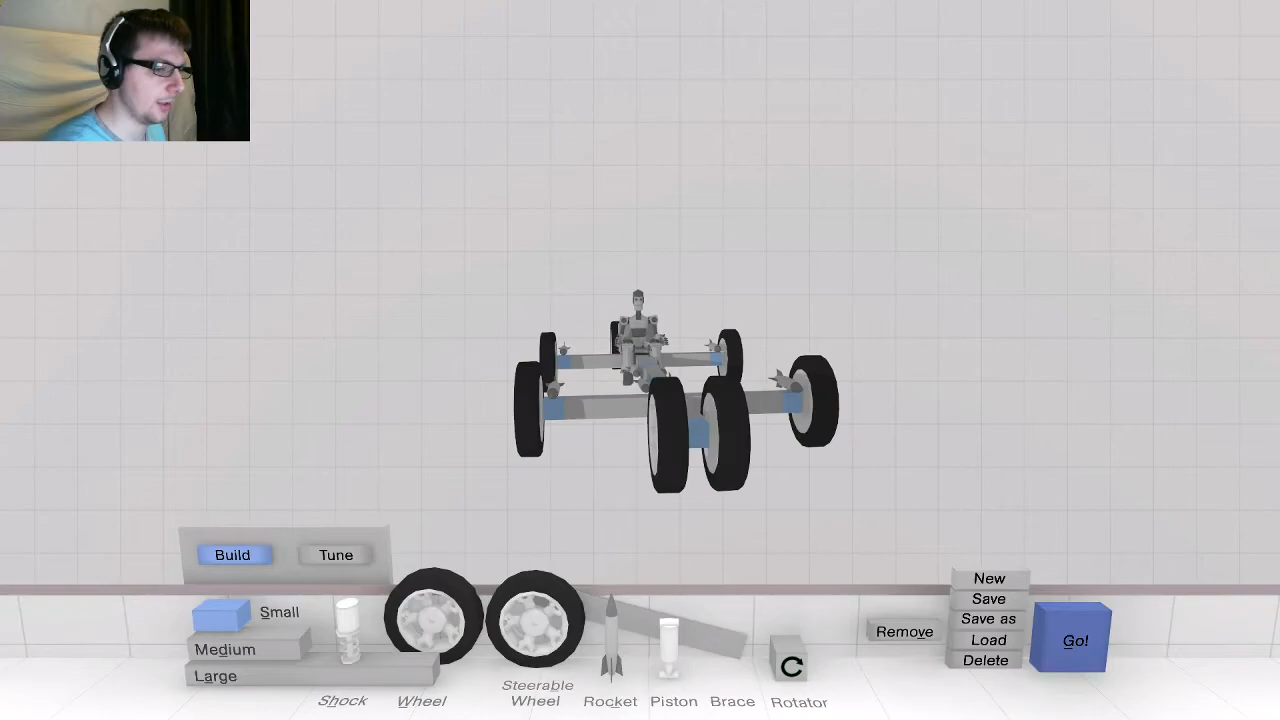 Build
Tune
Small
Medium
Large
Shock
Wheel
Steerable
Wheel
Rocket
Piston
Brace
Rotator
Remove
New
Save
Save as
Load
Delete
Go!